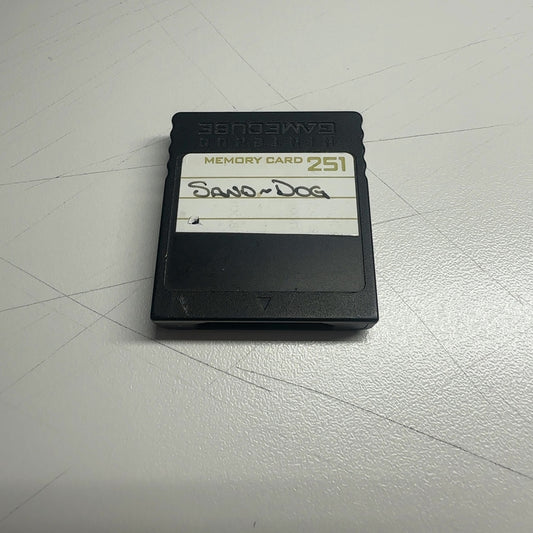 NINTENDO
GAMECUBE
MEMORY CARD 251
SAND~DOG